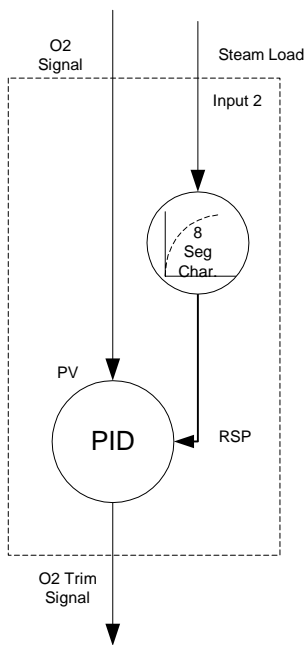 O2
Signal
Steam Load
Input 2
8
Seg
Char.
PV
PID
RSP
O2 Trim
Signal